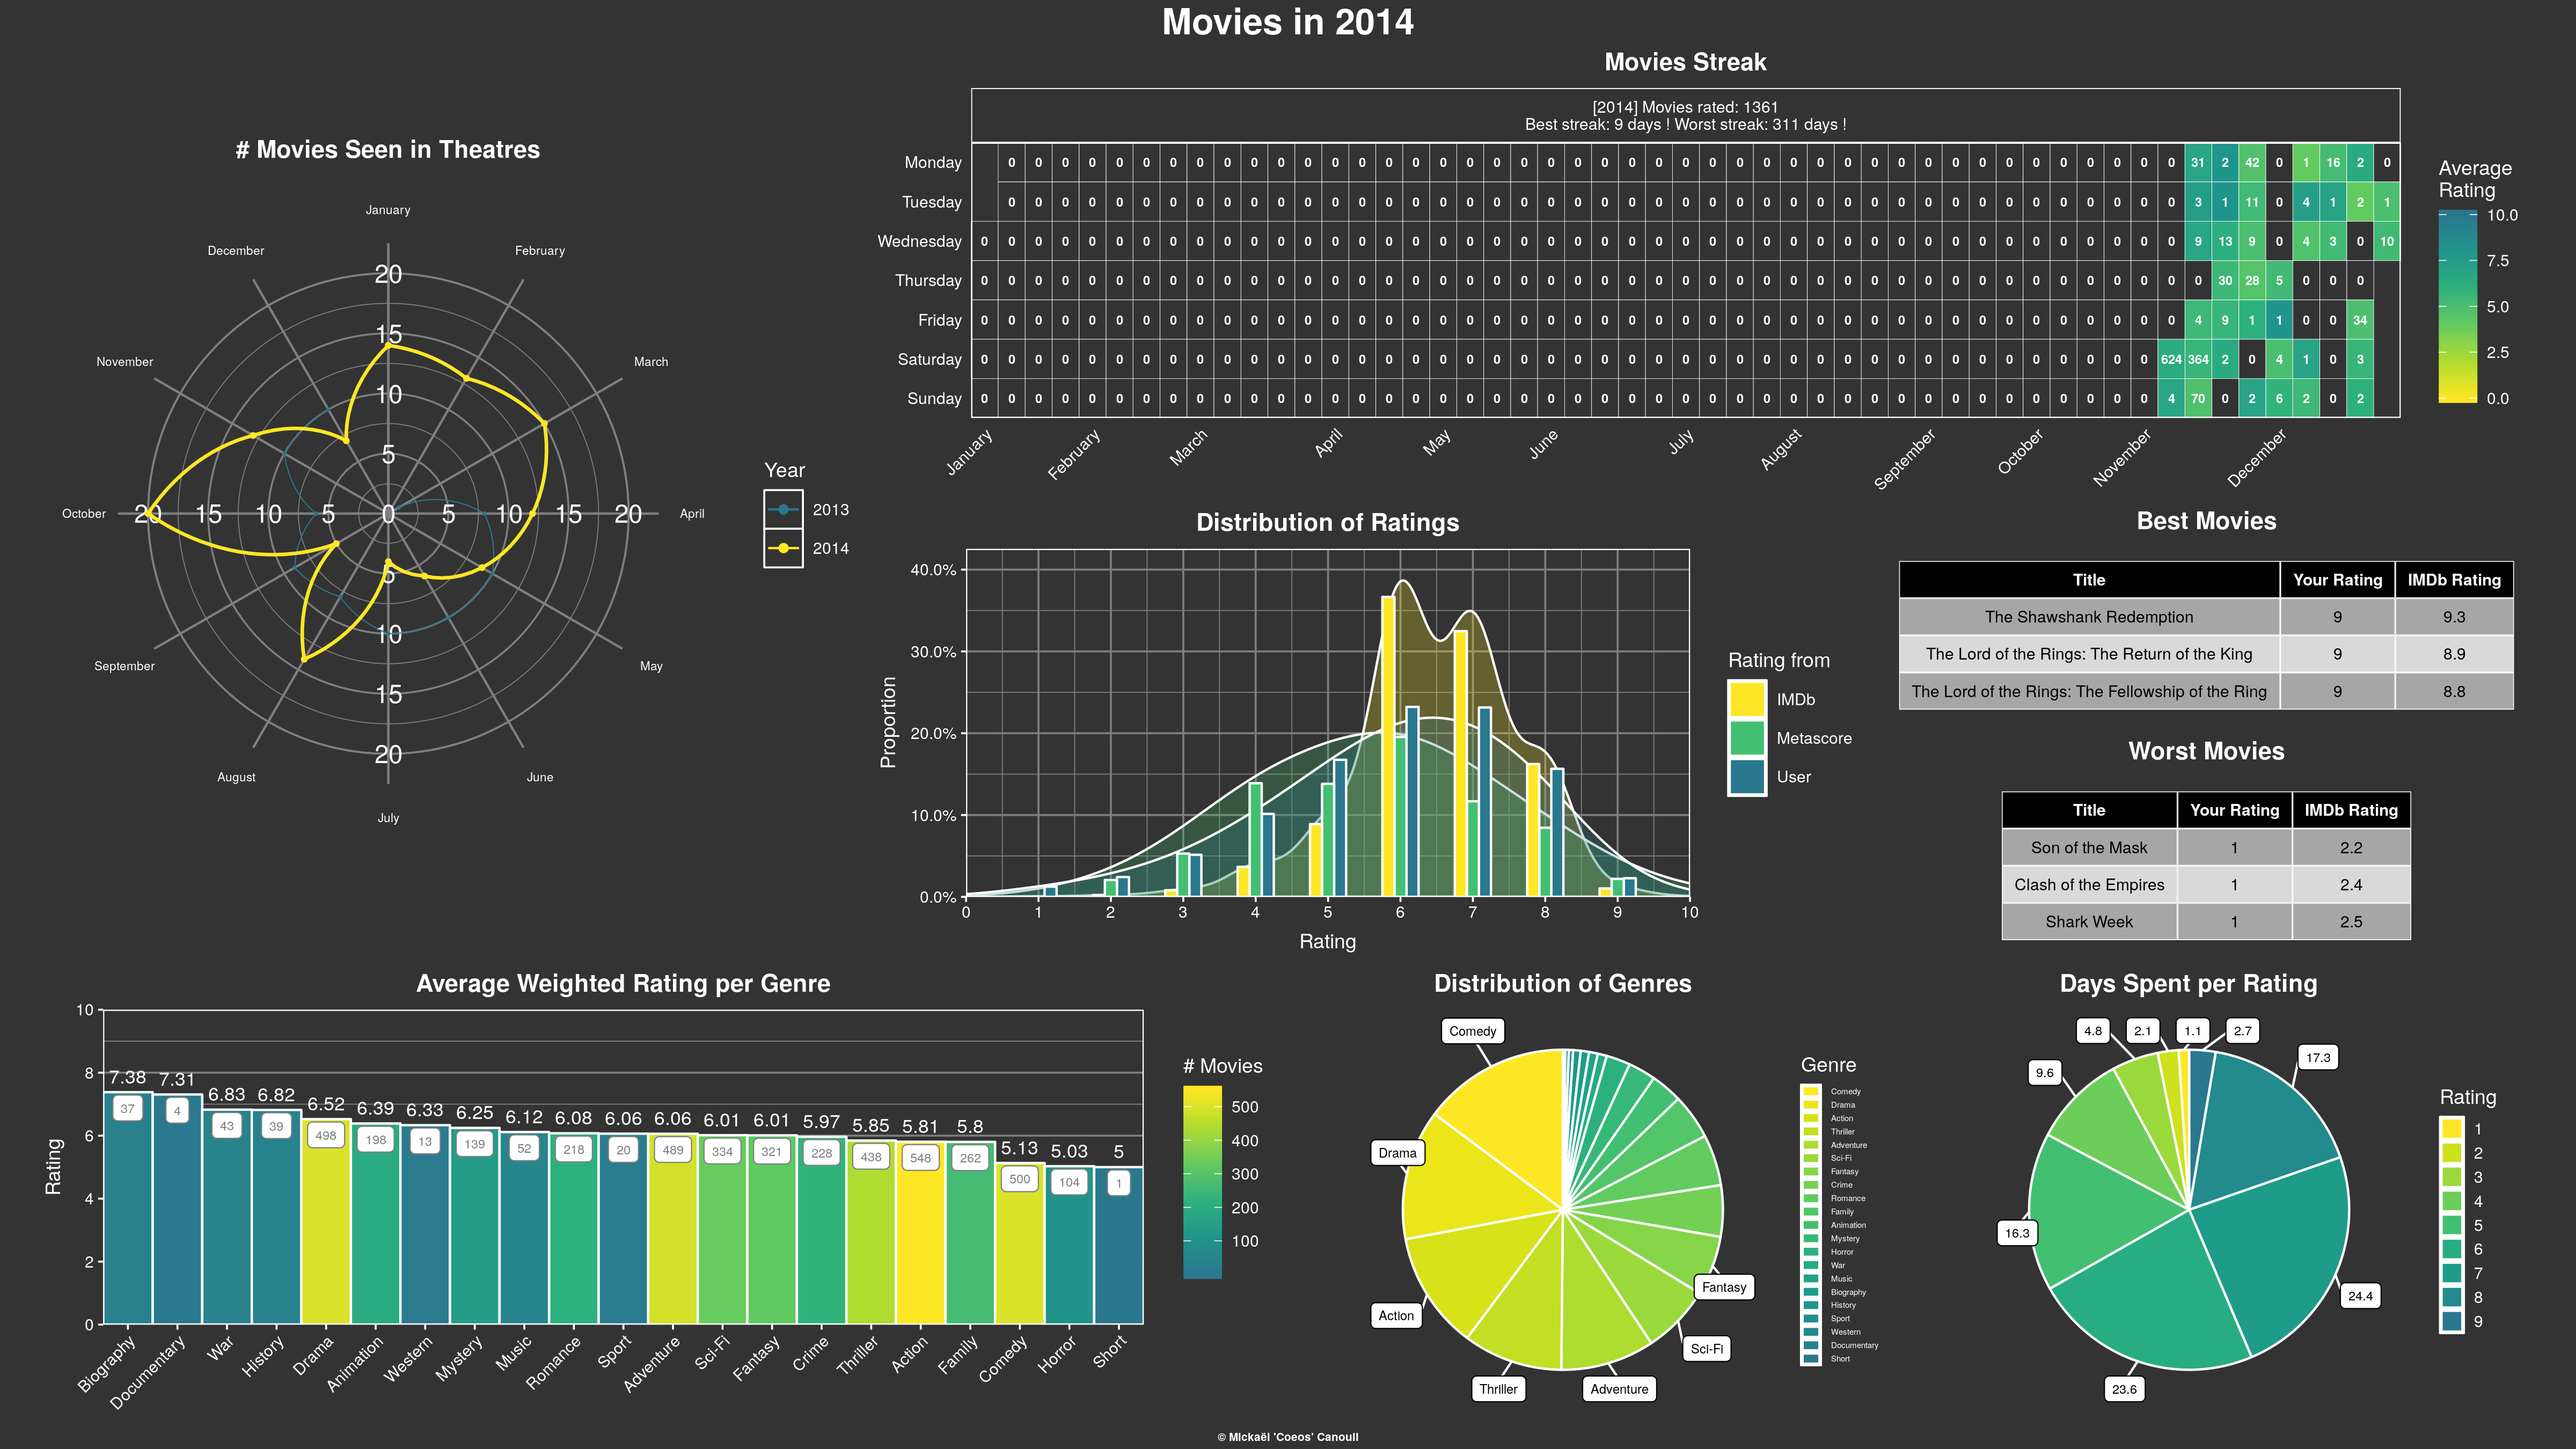 Movies in 2014
# Movies Seen in Theatres
January
December
February
20
November
March
15
10
5
October
20
15
10
5
0
5
10
15
20
April
5
10
September
May
15
20
August
June
July
Year
2013
2014
Movies Streak
[2014] Movies rated: 1361
Best streak: 9 days ! Worst streak: 311 days !
Monday 0 0 0 0 0 0 0 0 0 0 0 0 0 0 0 0 0 0 0 0 0 0 0 0 0 0 0 0 0 0 0 0 0 0 0 0 0 0 0 0 0 0 0 0 31 2 42 0 1 16 2 0
Tuesday 0 0 0 0 0 0 0 0 0 0 0 0 0 0 0 0 0 0 0 0 0 0 0 0 0 0 0 0 0 0 0 0 0 0 0 0 0 0 0 0 0 0 0 0 3 1 11 0 4 1 2 1
Wednesday 0 0 0 0 0 0 0 0 0 0 0 0 0 0 0 0 0 0 0 0 0 0 0 0 0 0 0 0 0 0 0 0 0 0 0 0 0 0 0 0 0 0 0 0 0 9 13 9 0 4 3 0 10
Thursday 0 0 0 0 0 0 0 0 0 0 0 0 0 0 0 0 0 0 0 0 0 0 0 0 0 0 0 0 0 0 0 0 0 0 0 0 0 0 0 0 0 0 0 0 0 0 30 28 5 0 0 0
Friday 0 0 0 0 0 0 0 0 0 0 0 0 0 0 0 0 0 0 0 0 0 0 0 0 0 0 0 0 0 0 0 0 0 0 0 0 0 0 0 0 0 0 0 0 0 4 9 1 1 0 0 34
Saturday 0 0 0 0 0 0 0 0 0 0 0 0 0 0 0 0 0 0 0 0 0 0 0 0 0 0 0 0 0 0 0 0 0 0 0 0 0 0 0 0 0 0 0 0 624 364 2 0 4 1 0 3
Sunday 0 0 0 0 0 0 0 0 0 0 0 0 0 0 0 0 0 0 0 0 0 0 0 0 0 0 0 0 0 0 0 0 0 0 0 0 0 0 0 0 0 0 0 0 4 70 0 2 6 2 0 2
January February March April May June July August September October November December
Average
Rating
10.0
7.5
5.0
2.5
0.0
Distribution of Ratings
Proportion
40.0%
30.0%
20.0%
10.0%
0.0%
0 1 2 3 4 5 6 7 8 9 10
Rating
Rating from
IMDb
Metascore
User
Best Movies
Title Your Rating IMDb Rating
The Shawshank Redemption 9 9.3
The Lord of the Rings: The Return of the King 9 8.9
The Lord of the Rings: The Fellowship of the Ring 9 8.8
Worst Movies
Title Your Rating IMDb Rating
Son of the Mask 1 2.2
Clash of the Empires 1 2.4
Shark Week 1 2.5
Average Weighted Rating per Genre
Rating
10
8
6
4
2
0
7.38 7.31 6.83 6.82 6.52 6.39 6.33 6.25 6.12 6.08 6.06 6.06 6.01 6.01 5.97 5.85 5.81 5.8 5.13 5.03 5
37 4 43 39 498 198 13 139 52 218 20 489 334 321 228 438 548 262 500 104 1
Biography Documentary War History Drama Animation Western Mystery Music Romance Sport Adventure Sci-Fi Fantasy Crime Thriller Action Family Comedy Horror Short
# Movies
500
400
300
200
100
Distribution of Genres
Comedy
Drama
Action
Thriller
Adventure
Sci-Fi
Fantasy
Genre
Comedy
Drama
Action
Thriller
Adventure
Sci-Fi
Fantasy
Crime
Romance
Family
Animation
Mystery
Horror
War
Music
Biography
History
Sport
Western
Documentary
Short
Days Spent per Rating
4.8 2.1 1.1 2.7
17.3
9.6
16.3
24.4
23.6
Rating
1
2
3
4
5
6
7
8
9
© Mickaël 'Coeos' Canouil